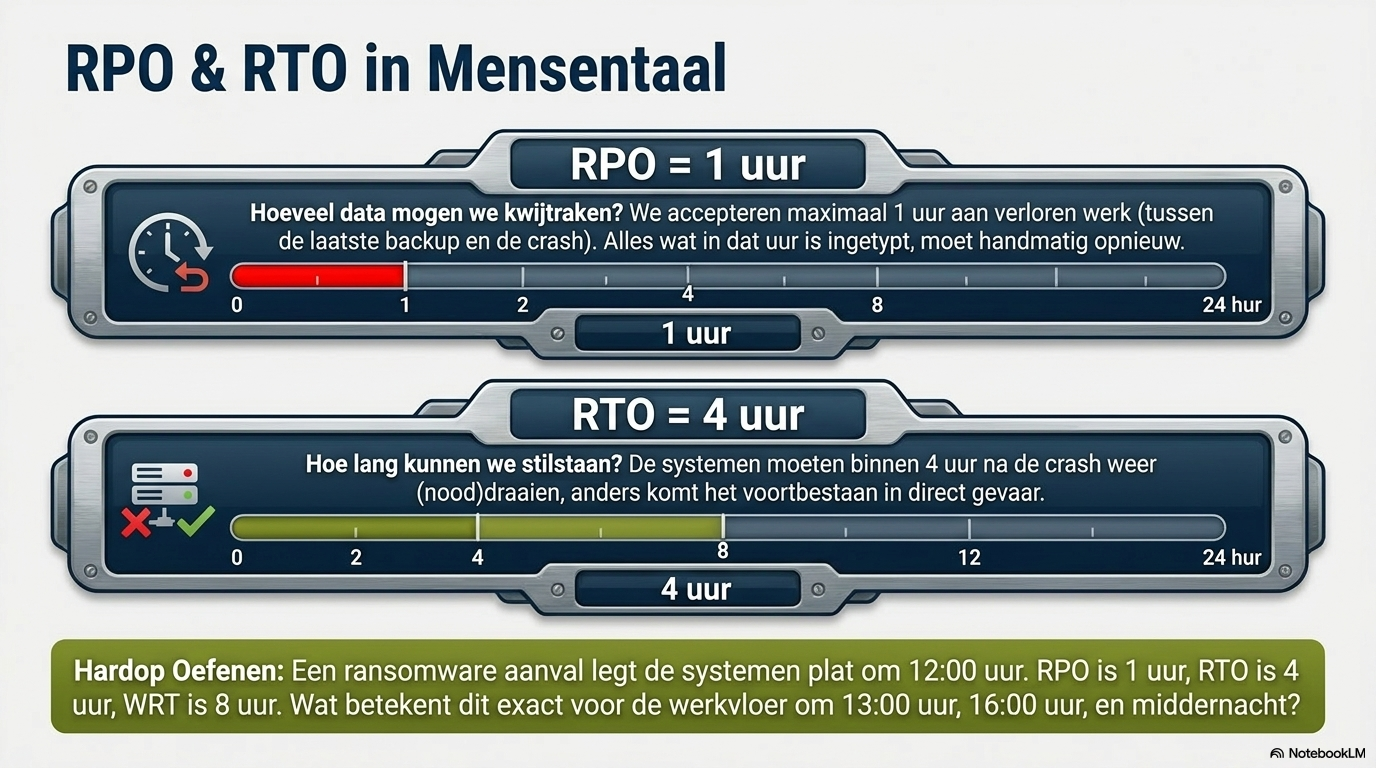 RPO & RTO in Mensentaal
RPO = 1 uur
Hoeveel data mogen we kwijtraken? We accepteren maximaal 1 uur aan verloren werk (tussen
de laatste backup en de crash). Alles wat in dat uur is ingetypt, moet handmatig opnieuw.
0 1 2 4 8 24 hur
1 uur
RTO = 4 uur
Hoe lang kunnen we stilstaan? De systemen moeten binnen 4 uur na de crash weer
(nood)draaien, anders komt het voortbestaan in direct gevaar.
0 2 4 8 12 24 hur
4 uur
Hardop Oefenen: Een ransomware aanval legt de systemen plat om 12:00 uur. RPO is 1 uur, RTO is 4
uur, WRT is 8 uur. Wat betekent dit exact voor de werkvloer om 13:00 uur, 16:00 uur, en middernacht?
NotebookLM